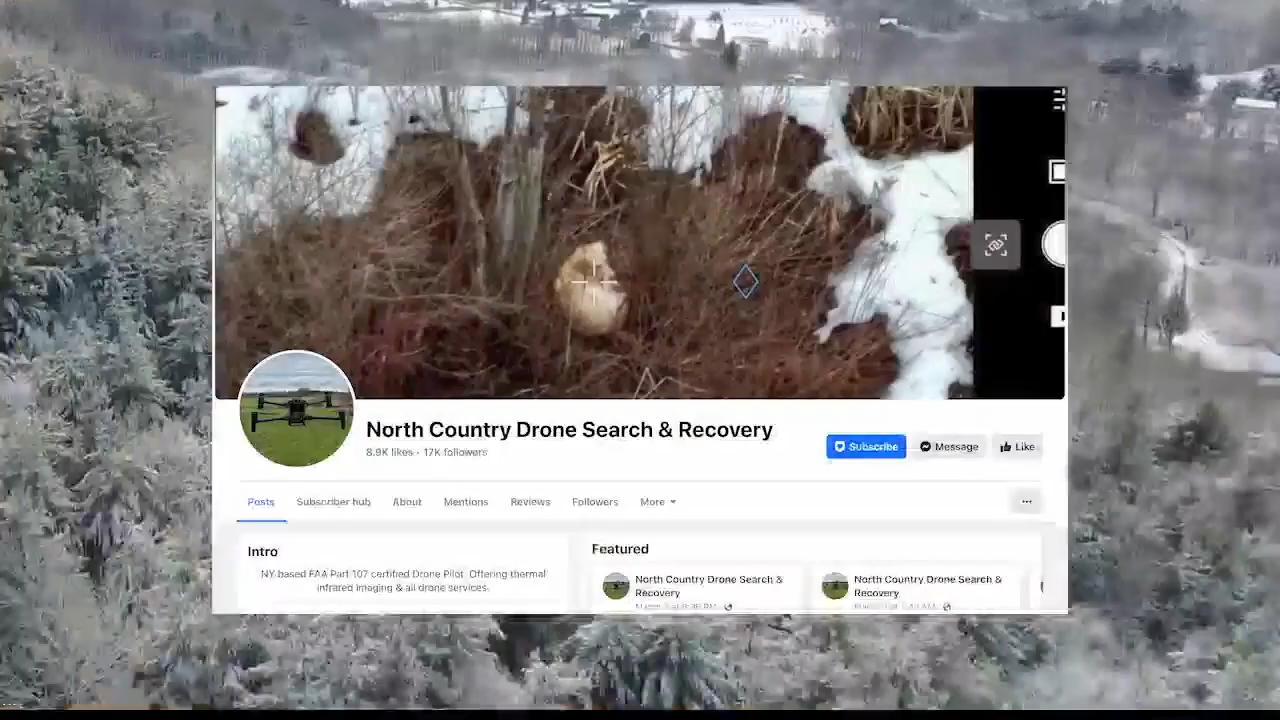 North Country Drone Search & Recovery
8.9K likes • 17K followers
Subscribe
Message
Like
Posts
Subscriber hub
About
Mentions
Reviews
Followers
More
Intro
NY based FAA Part 107 certified Drone Pilot. Offering thermal
infrared imaging & all drone services.
Featured
North Country Drone Search &
Recovery
North Country Drone Search &
Recovery